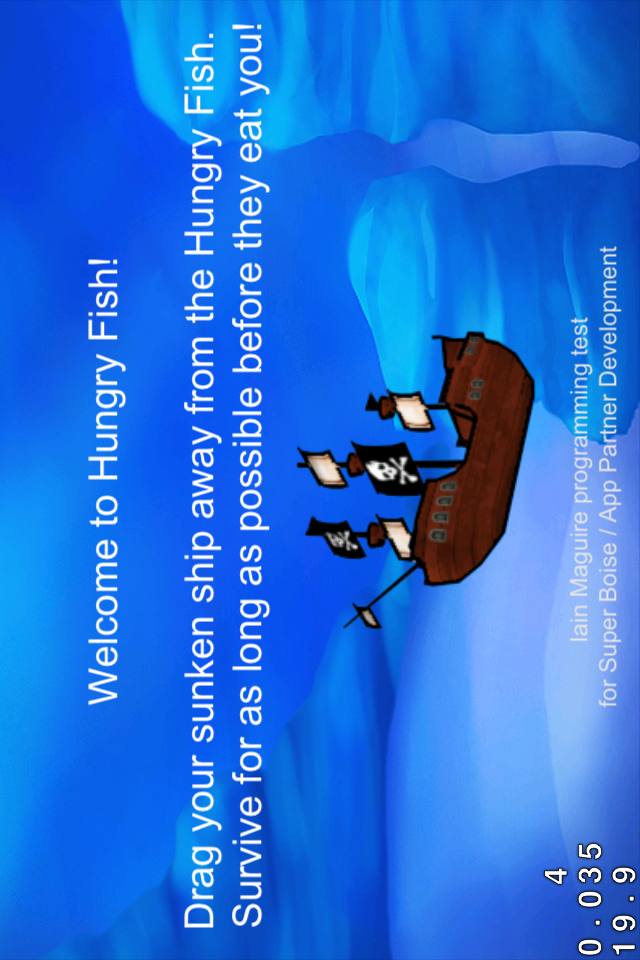 Welcome to Hungry Fish!
Drag your sunken ship away from the Hungry Fish.
Survive for as long as possible before they eat you!
Iain Maguire programming test
for Super Boise / App Partner Development
4
0.035
19.9